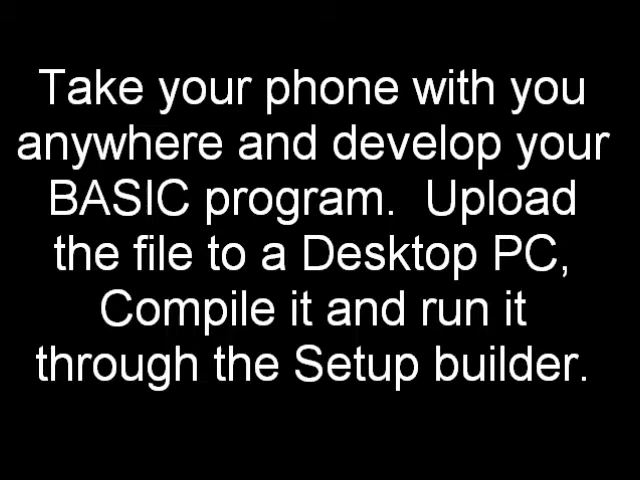 Take your phone with you
anywhere and develop your
BASIC program.  Upload
the file to a Desktop PC,
Compile it and run it
through the Setup builder.